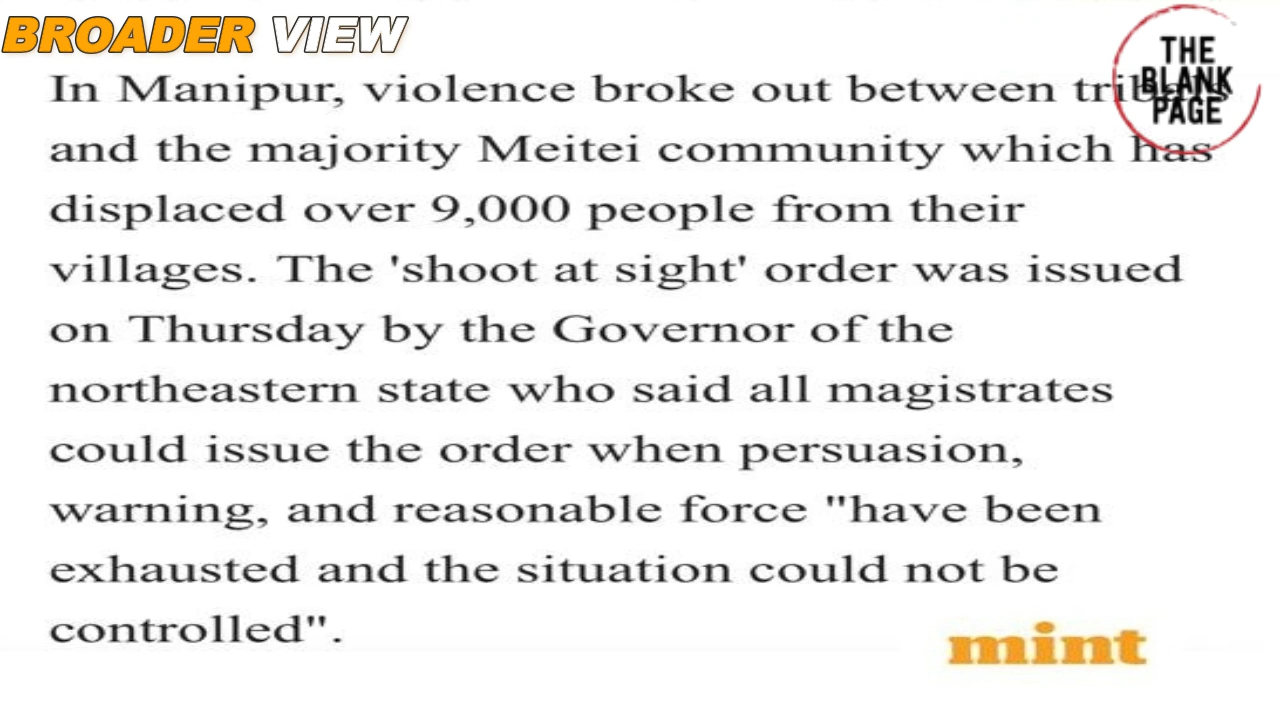 BROADER VIEW
THE
BLANK
PAGE
In Manipur, violence broke out between tribals
and the majority Meitei community which has
displaced over 9,000 people from their
villages. The 'shoot at sight' order was issued
on Thursday by the Governor of the
northeastern state who said all magistrates
could issue the order when persuasion,
warning, and reasonable force "have been
exhausted and the situation could not be
controlled".
mint